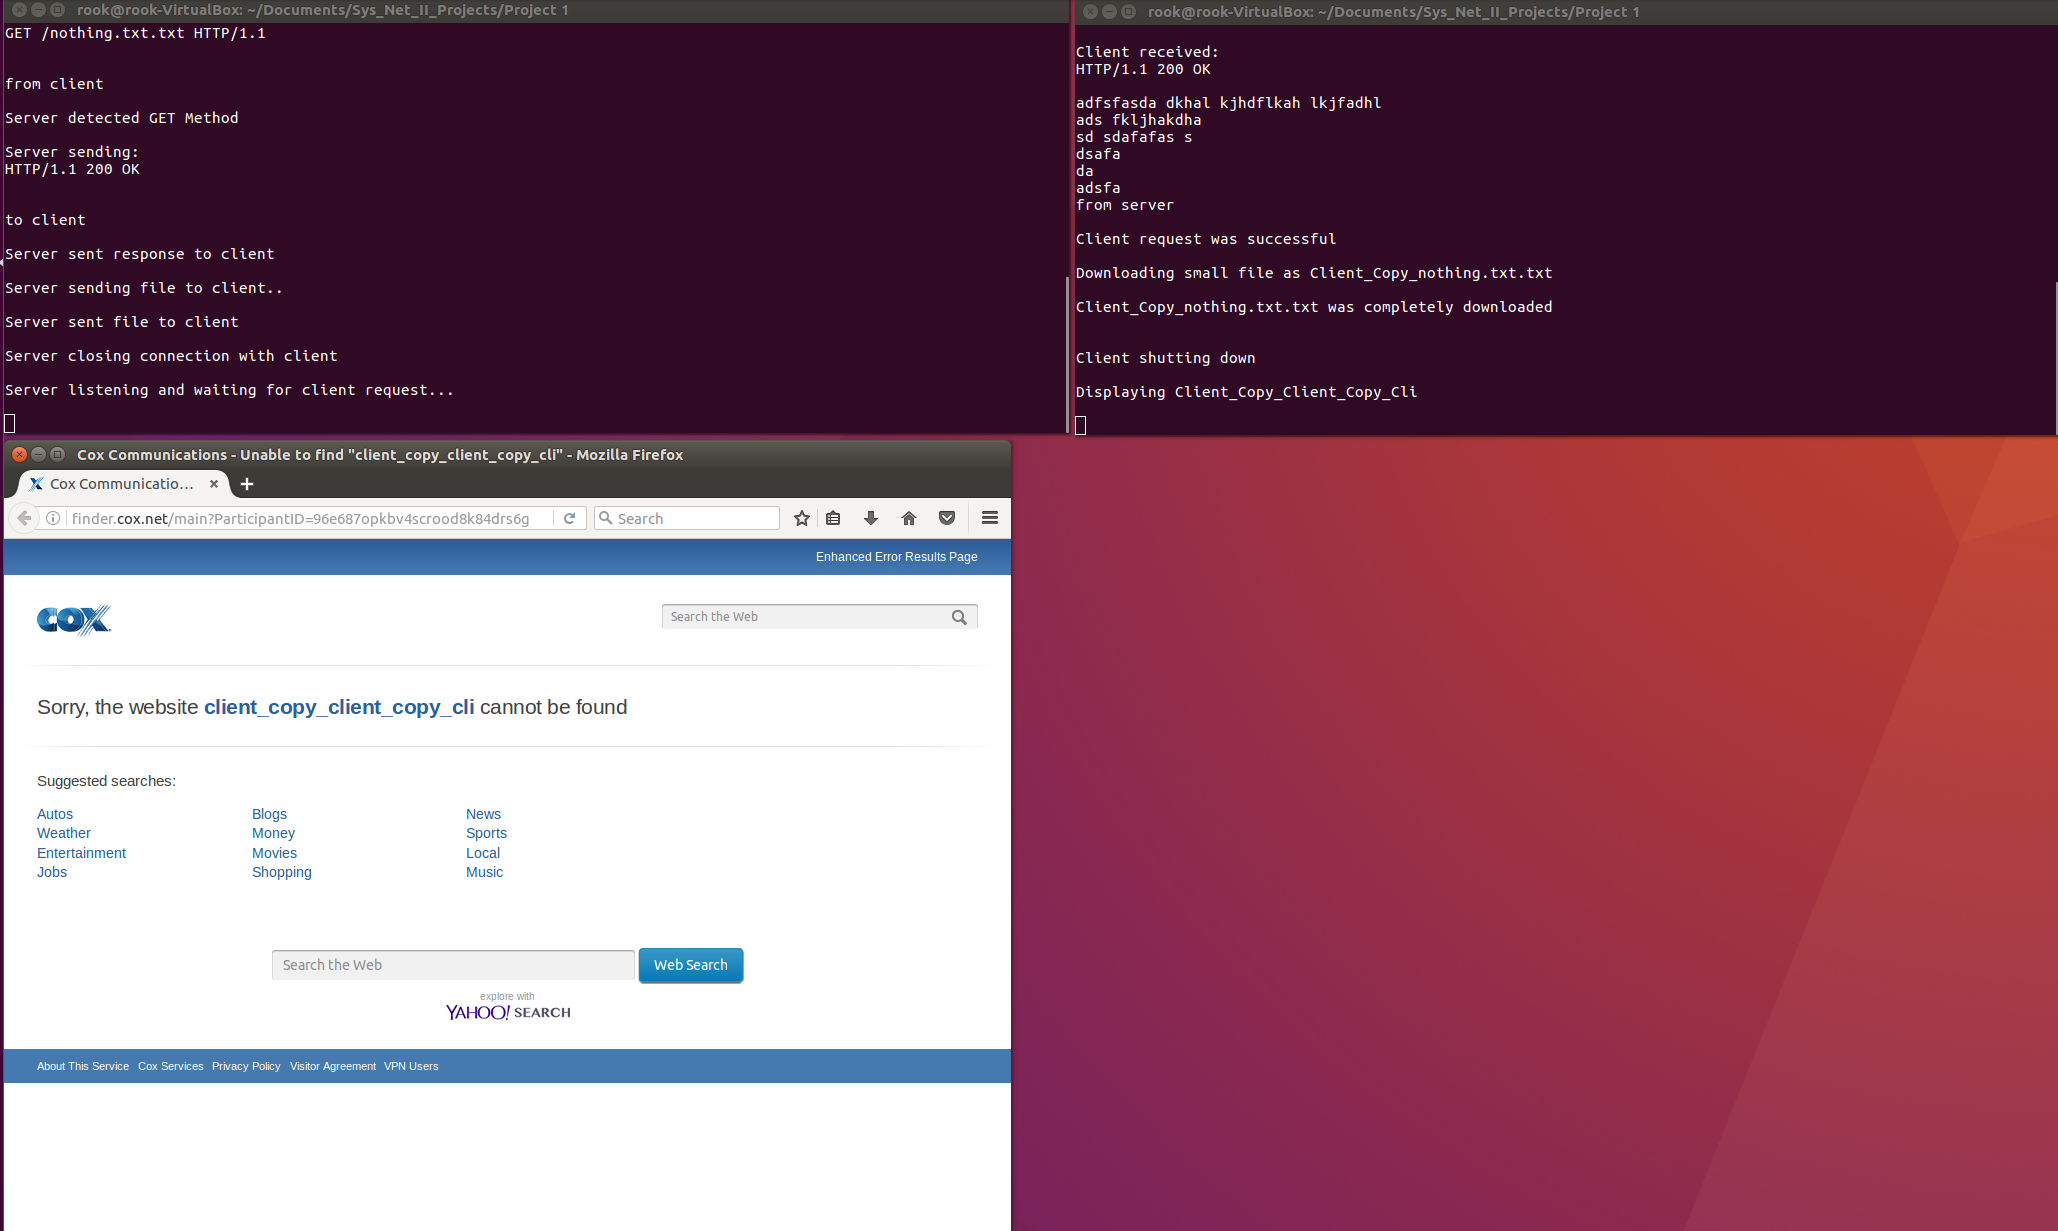 rook@rook-VirtualBox: ~/Documents/Sys_Net_II_Projects/Project 1
GET /nothing.txt.txt HTTP/1.1
from client
Server detected GET Method
Server sending:
HTTP/1.1 200 OK
to client
Server sent response to client
Server sending file to client..
Server sent file to client
Server closing connection with client
Server listening and waiting for client request...
rook@rook-VirtualBox: ~/Documents/Sys_Net_II_Projects/Project 1
Client received:
HTTP/1.1 200 OK
adfsfasda dkhal kjhdflkah lkjfadhl
ads fkljhakdha
sd sdafafas s
dsafa
da
adsfa
from server
Client request was successful
Downloading small file as Client_Copy_nothing.txt.txt
Client_Copy_nothing.txt.txt was completely downloaded
Client shutting down
Displaying Client_Copy_Client_Copy_Cli
Cox Communications - Unable to find "client_copy_client_copy_cli" - Mozilla Firefox
Cox Communicatio...
finder.cox.net/main?ParticipantID=96e687opkbv4scrood8k84drs6g
Search
Enhanced Error Results Page
COX
Search the Web
Sorry, the website client_copy_client_copy_cli cannot be found
Suggested searches:
Autos Blogs News
Weather Money Sports
Entertainment Movies Local
Jobs Shopping Music
Search the Web
Web Search
explore with
YAHOO! SEARCH
About This Service Cox Services Privacy Policy Visitor Agreement VPN Users